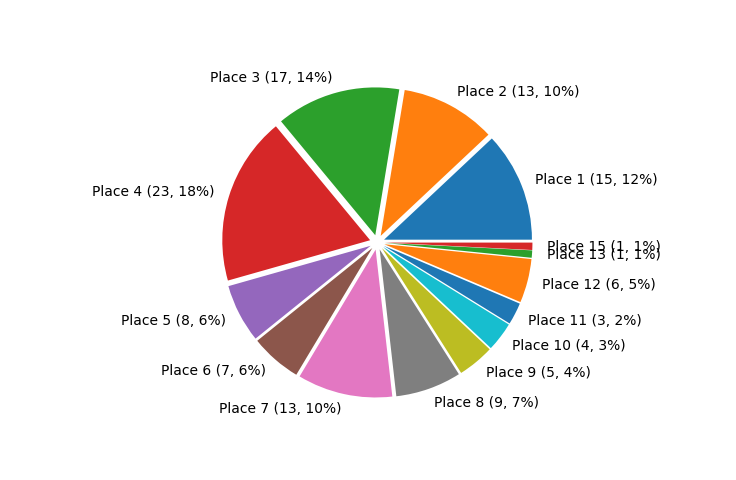 Place 3 (17, 14%)
Place 2 (13, 10%)
Place 1 (15, 12%)
Place 4 (23, 18%)
Place 15 (1, 1%)
Place 13 (1, 1%)
Place 12 (6, 5%)
Place 5 (8, 6%)
Place 11 (3, 2%)
Place 10 (4, 3%)
Place 6 (7, 6%)
Place 9 (5, 4%)
Place 7 (13, 10%)
Place 8 (9, 7%)